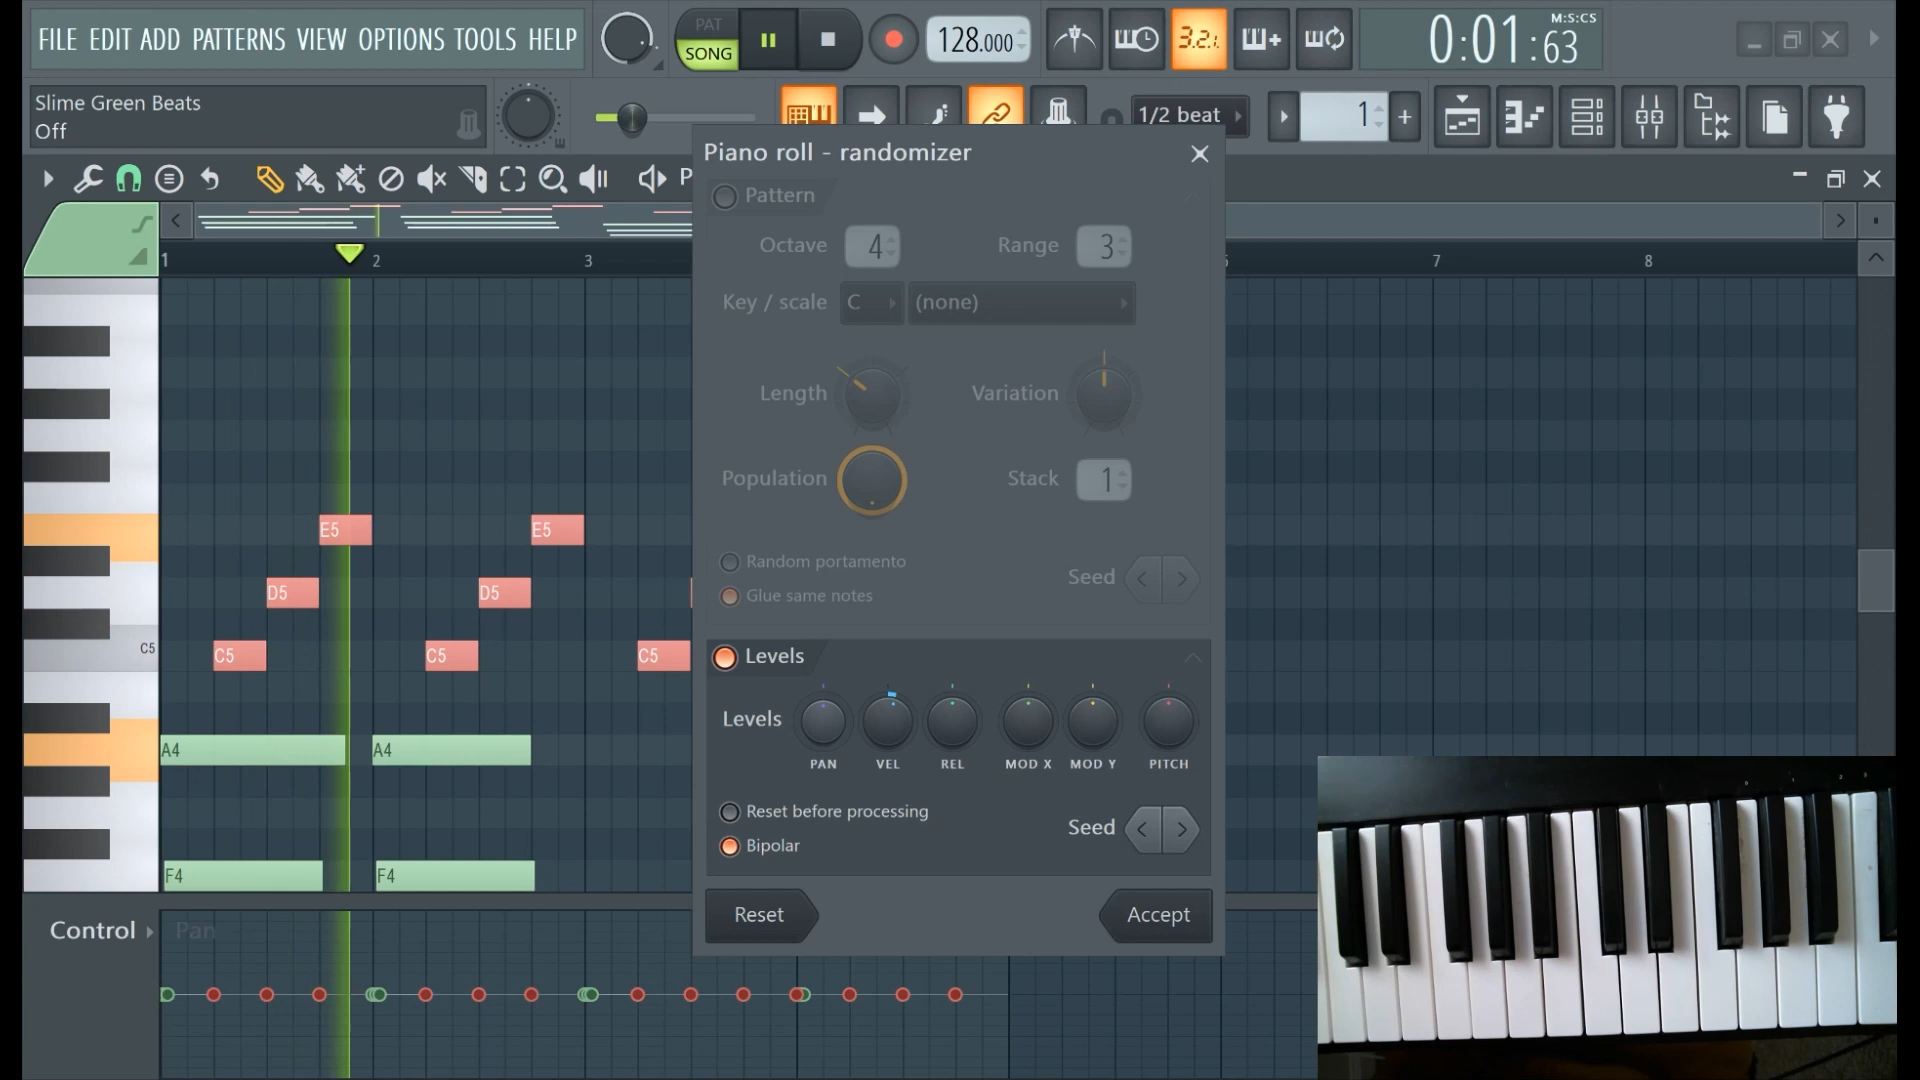 FILE EDIT ADD PATTERNS VIEW OPTIONS TOOLS HELP
PAT
SONG
128.000
3.2.1
M:S:CS
0:01:63
Slime Green Beats
Off
1/2 beat
1
+
P
Piano roll - randomizer
Pattern
Octave 4 Range 3
Key / scale C (none)
Length Variation
Population Stack 1
Random portamento
Glue same notes
Seed
Levels
Levels
PAN VEL REL MOD X MOD Y PITCH
Reset before processing
Bipolar
Seed
Reset Accept
1 2 3 7 8
E5 E5
D5 D5
C5
C5 C5 C5
A4 A4
F4 F4
Control Pan